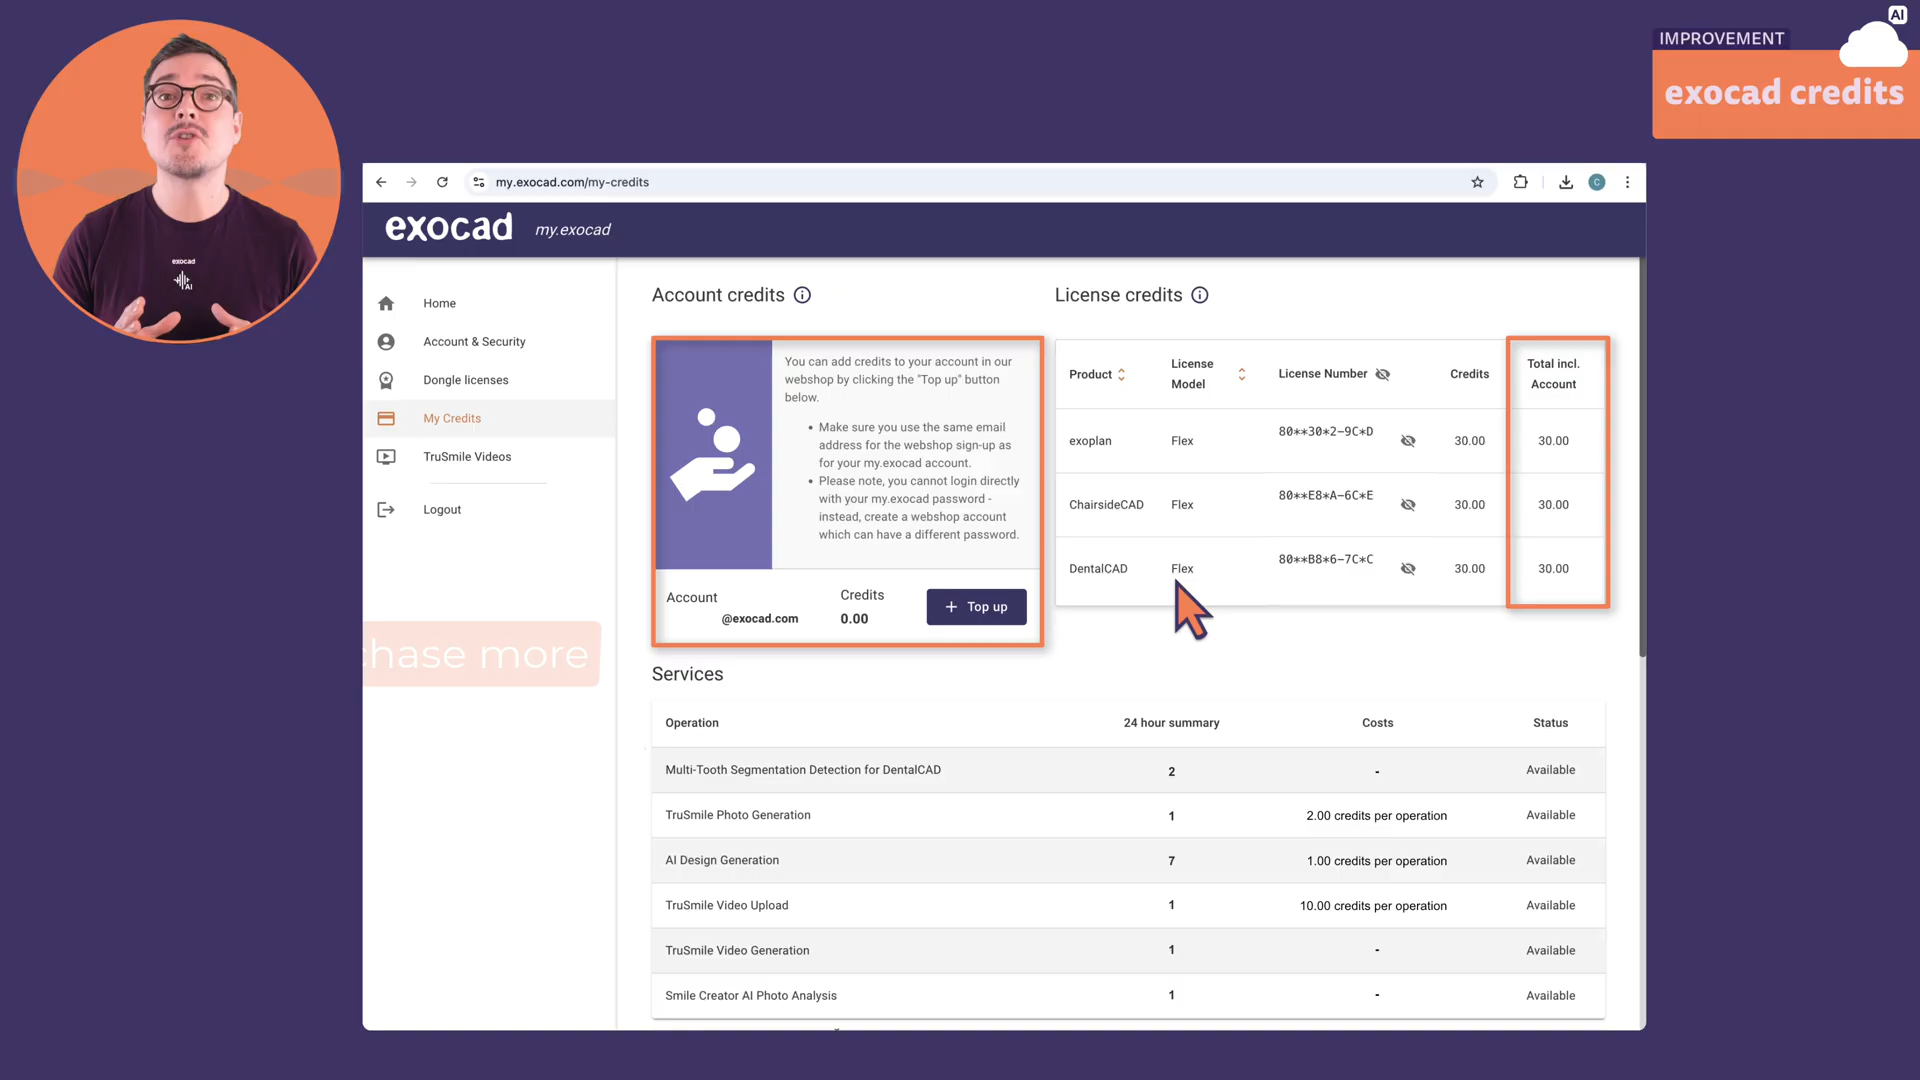 AI
IMPROVEMENT
exocad credits
my.exocad.com/my-credits
C
exocad my.exocad
exocad
AI
Home
Account & Security
Dongle licenses
My Credits
TruSmile Videos
Logout
chase more
Account credits
You can add credits to your account in our
webshop by clicking the "Top up" button
below.
• Make sure you use the same email
address for the webshop sign-up as
for your my.exocad account.
• Please note, you cannot login directly
with your my.exocad password -
instead, create a webshop account
which can have a different password.
Account Credits
@exocad.com 0.00
+ Top up
License credits
Product License Model License Number Credits Total incl. Account
exoplan Flex 80**30*2-9C*D 30.00 30.00
ChairsideCAD Flex 80**E8*A-6C*E 30.00 30.00
DentalCAD Flex 80**B8*6-7C*C 30.00 30.00
Services
Operation 24 hour summary Costs Status
Multi-Tooth Segmentation Detection for DentalCAD 2 - Available
TruSmile Photo Generation 1 2.00 credits per operation Available
AI Design Generation 7 1.00 credits per operation Available
TruSmile Video Upload 1 10.00 credits per operation Available
TruSmile Video Generation 1 - Available
Smile Creator AI Photo Analysis 1 - Available